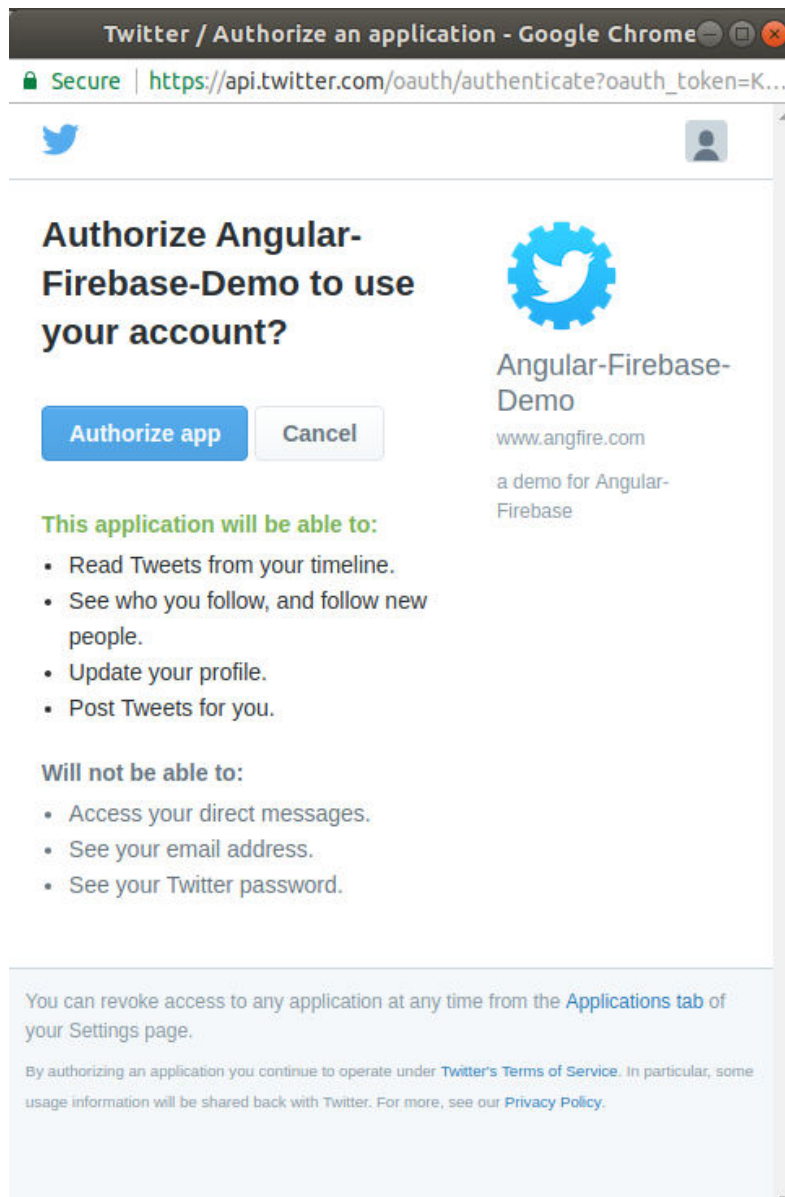 Twitter / Authorize an application - Google Chrome
Secure | https://api.twitter.com/oauth/authenticate?oauth_token=K...
Authorize Angular-
Firebase-Demo to use
your account?
Authorize app Cancel
Angular-Firebase-
Demo
www.angfire.com
a demo for Angular-
Firebase
This application will be able to:
• Read Tweets from your timeline.
• See who you follow, and follow new
people.
• Update your profile.
• Post Tweets for you.
Will not be able to:
• Access your direct messages.
• See your email address.
• See your Twitter password.
You can revoke access to any application at any time from the Applications tab of
your Settings page.
By authorizing an application you continue to operate under Twitter's Terms of Service. In particular, some
usage information will be shared back with Twitter. For more, see our Privacy Policy.